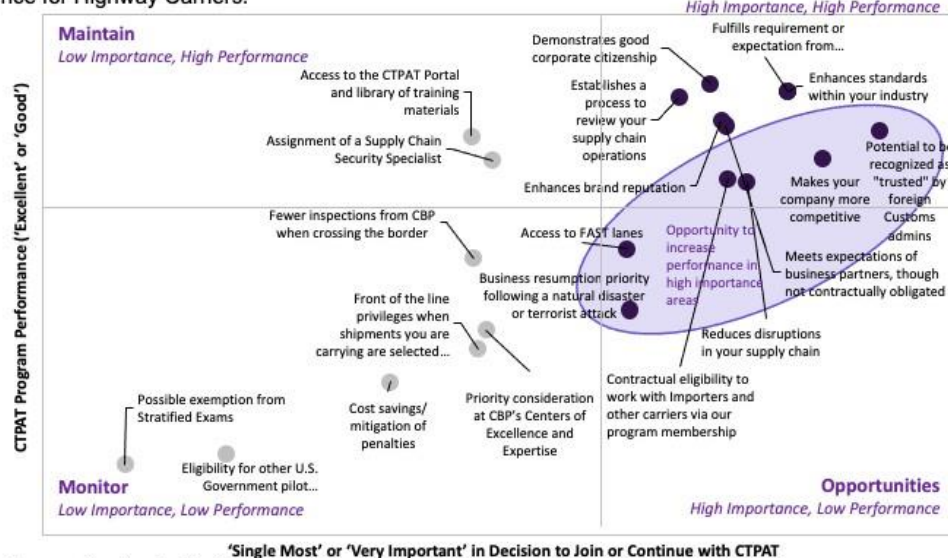 nce for Highway Carriers.
High Importance, High Performance
Maintain
Low Importance, High Performance
Demonstrates good
corporate citizenship
Fulfills requirement or
expectation from...
Access to the CTPAT Portal
and library of training
materials
Establishes a
process to
review your
supply chain
operations
Enhances standards
within your industry
Assignment of a Supply Chain
Security Specialist
Enhances brand reputation
Makes your
company more
competitive
Potential to be
recognized as
"trusted" by
foreign
Customs
admins
Fewer inspections from CBP
when crossing the border
Access to FAST lanes
Opportunity to
increase
performance in
high importance
areas
Meets expectations of
business partners, though
not contractually obligated
Business resumption priority
following a natural disaster
or terrorist attack
Front of the line
privileges when
shipments you are
carrying are selected...
Reduces disruptions
in your supply chain
Contractual eligibility to
work with Importers and
other carriers via our
program membership
Priority consideration
at CBP's Centers of
Excellence and
Expertise
Cost savings/
mitigation of
penalties
Possible exemption from
Stratified Exams
Eligibility for other U.S.
Government pilot...
Monitor
Low Importance, Low Performance
Opportunities
High Importance, Low Performance
CTPAT Program Performance ('Excellent' or 'Good')
'Single Most' or 'Very Important' in Decision to Join or Continue with CTPAT